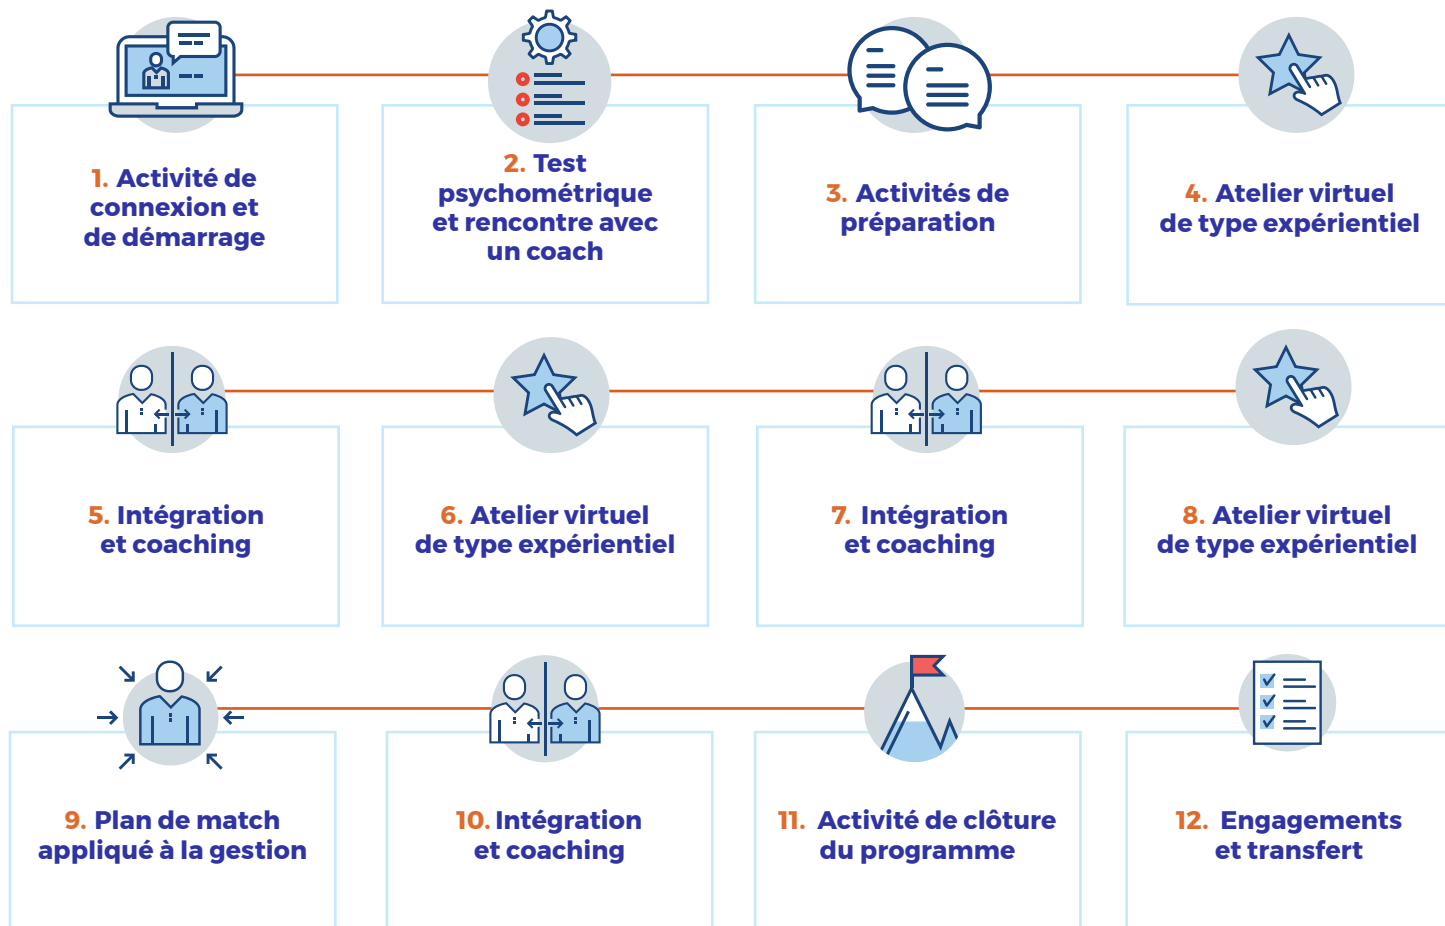 1. Activité de
connexion et
de démarrage
2. Test
psychométrique
et rencontre avec
un coach
3. Activités de
préparation
4. Atelier virtuel
de type expérientiel
5. Intégration
et coaching
6. Atelier virtuel
de type expérientiel
7. Intégration
et coaching
8. Atelier virtuel
de type expérientiel
9. Plan de match
appliqué à la gestion
10. Intégration
et coaching
11. Activité de clôture
du programme
12. Engagements
et transfert